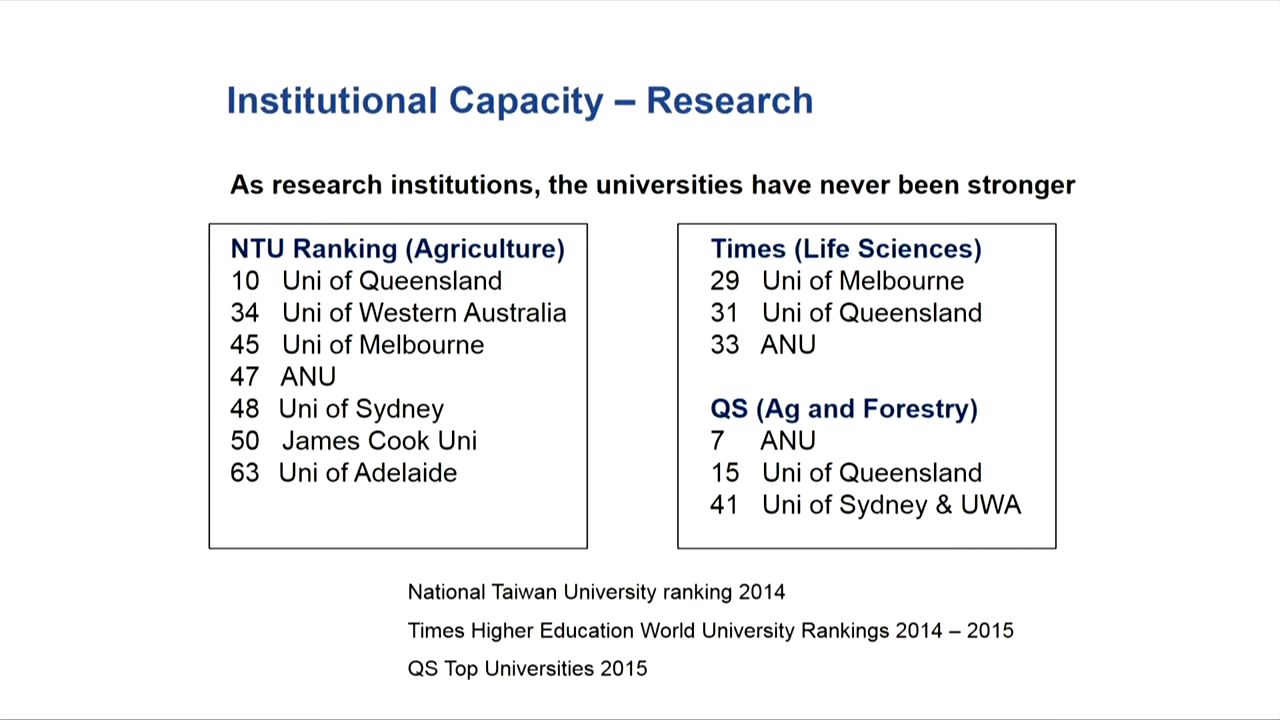 Institutional Capacity – Research
As research institutions, the universities have never been stronger
NTU Ranking (Agriculture)
10 Uni of Queensland
34 Uni of Western Australia
45 Uni of Melbourne
47 ANU
48 Uni of Sydney
50 James Cook Uni
63 Uni of Adelaide
Times (Life Sciences)
29 Uni of Melbourne
31 Uni of Queensland
33 ANU
QS (Ag and Forestry)
7 ANU
15 Uni of Queensland
41 Uni of Sydney & UWA
National Taiwan University ranking 2014
Times Higher Education World University Rankings 2014 – 2015
QS Top Universities 2015